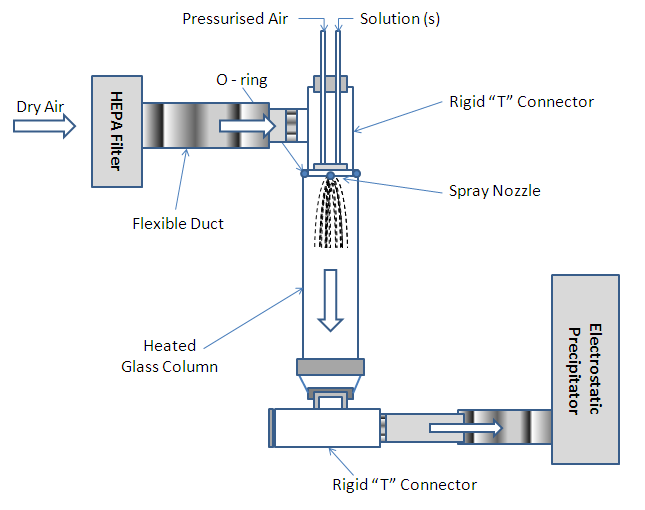 Pressurised Air
Solution (s)
O - ring
Dry Air
HEPA Filter
Rigid “T” Connector
Spray Nozzle
Flexible Duct
Heated
Glass Column
Electrostatic
Precipitator
Rigid “T” Connector